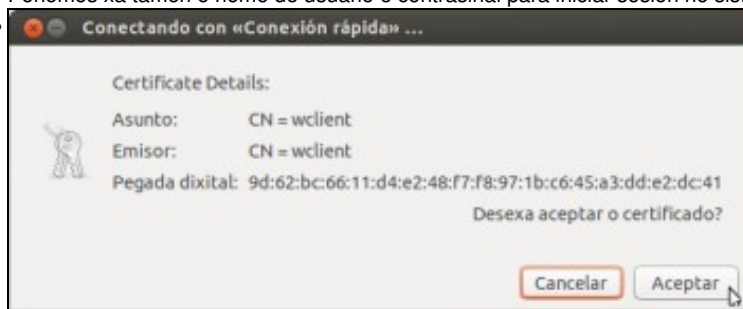 Conectando con «Conexión rápida» ...
Certificate Details:
Asunto: CN = wclient
Emisor: CN = wclient
Pegada dixital: 9d:62:bc:66:11:d4:e2:48:f7:f8:97:1b:c6:45:a3:dd:e2:dc:41
Desexa aceptar o certificado?
Cancelar Aceptar